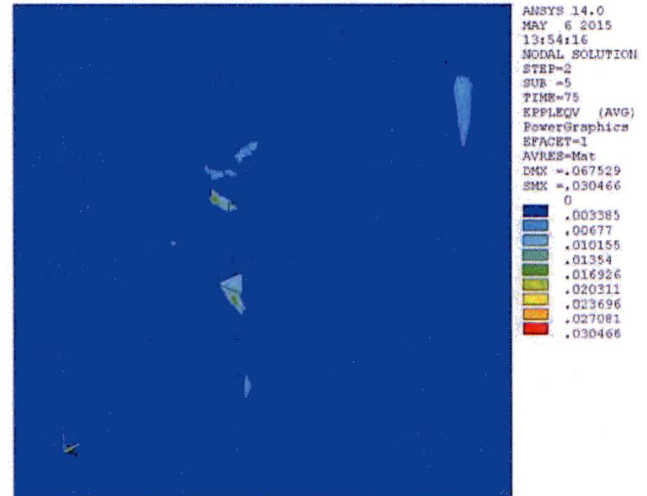 ANSYS 14.0
MAY 6 2015
13:54:16
NODAL SOLUTION
STEP=2
SUB =5
TIME=75
EPPLEQV (AVG)
PowerGraphics
EFACET=1
AVRES=Mat
DMX =.067529
SMX =.030466
0
.003385
.00677
.010155
.01354
.016926
.020311
.023696
.027081
.030466